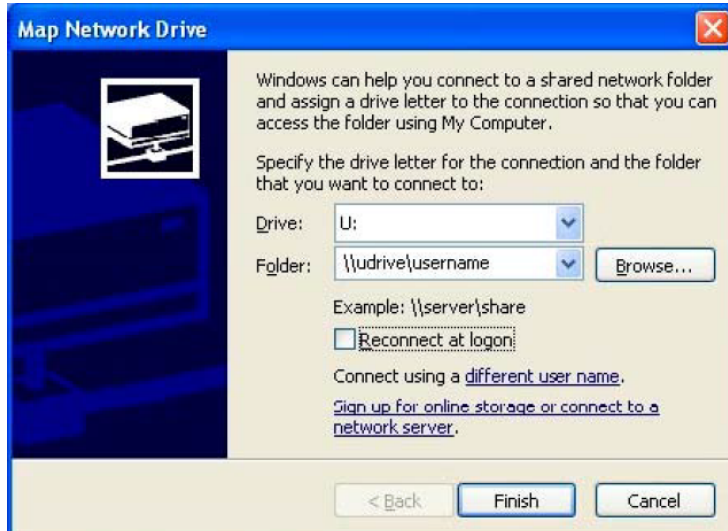 Map Network Drive
Windows can help you connect to a shared network folder
and assign a drive letter to the connection so that you can
access the folder using My Computer.
Specify the drive letter for the connection and the folder
that you want to connect to:
Drive: U:
Folder: \\udrive\username Browse...
Example: \\server\share
Reconnect at logon
Connect using a different user name.
Sign up for online storage or connect to a
network server.
< Back Finish Cancel